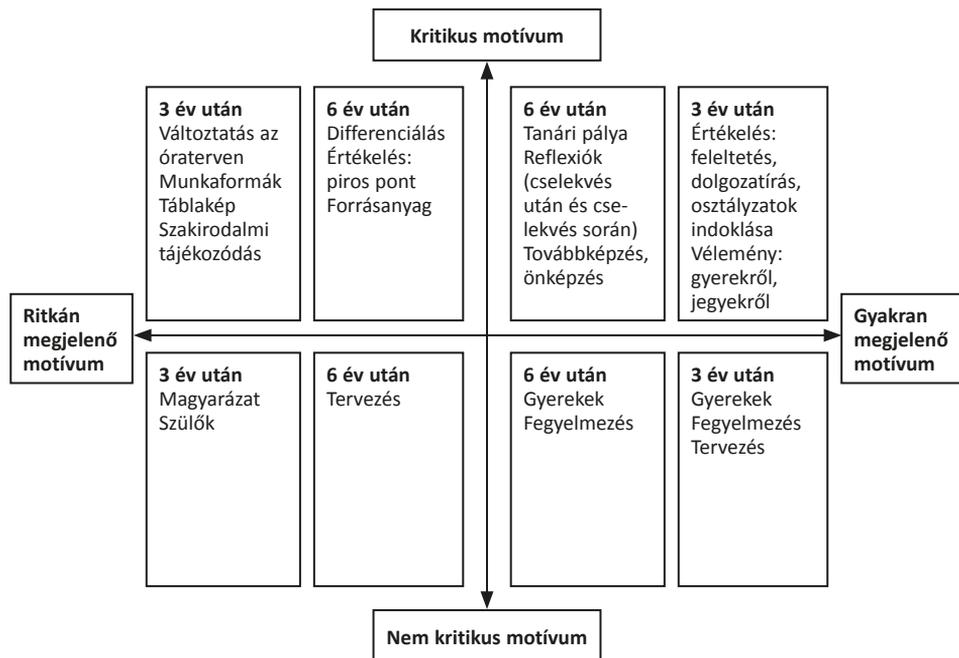 Kritikus motívum
3 év után
Változtatás az
óraterven
Munkaformák
Táblakép
Szakirodalmi
tájékozódás
6 év után
Differenciálás
Értékelés:
piros pont
Forrásanyag
6 év után
Tanári pálya
Reflexiók
(cselekvés
után és cse-
lekvés során)
Továbbképzés,
önképzés
3 év után
Értékelés:
feleltetés,
dolgozatírás,
osztályzatok
indoklása
Vélemény:
gyerekről,
jegyekről
Ritkán
megjelenő
motívum
Gyakran
megjelenő
motívum
3 év után
Magyarázat
Szülők
6 év után
Tervezés
6 év után
Gyerekek
Fegyelmezés
3 év után
Gyerekek
Fegyelmezés
Tervezés
Nem kritikus motívum